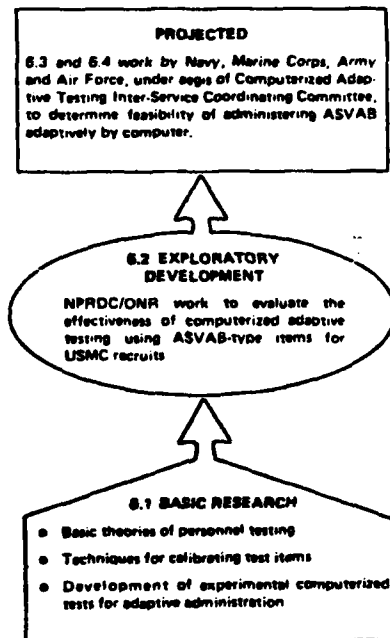 PROJECTED
6.3 and 6.4 work by Navy, Marine Corps, Army
and Air Force, under aegis of Computerized Adap-
tive Testing Inter-Service Coordinating Committee,
to determine feasibility of administering ASVAB
adaptively by computer.
6.2 EXPLORATORY
DEVELOPMENT
NPRDC/ONR work to evaluate the
effectiveness of computerized adaptive
testing using ASVAB-type items for
USMC recruits
6.1 BASIC RESEARCH
● Basic theories of personnel testing
● Techniques for calibrating test items
● Development of experimental computerized
tests for adaptive administration